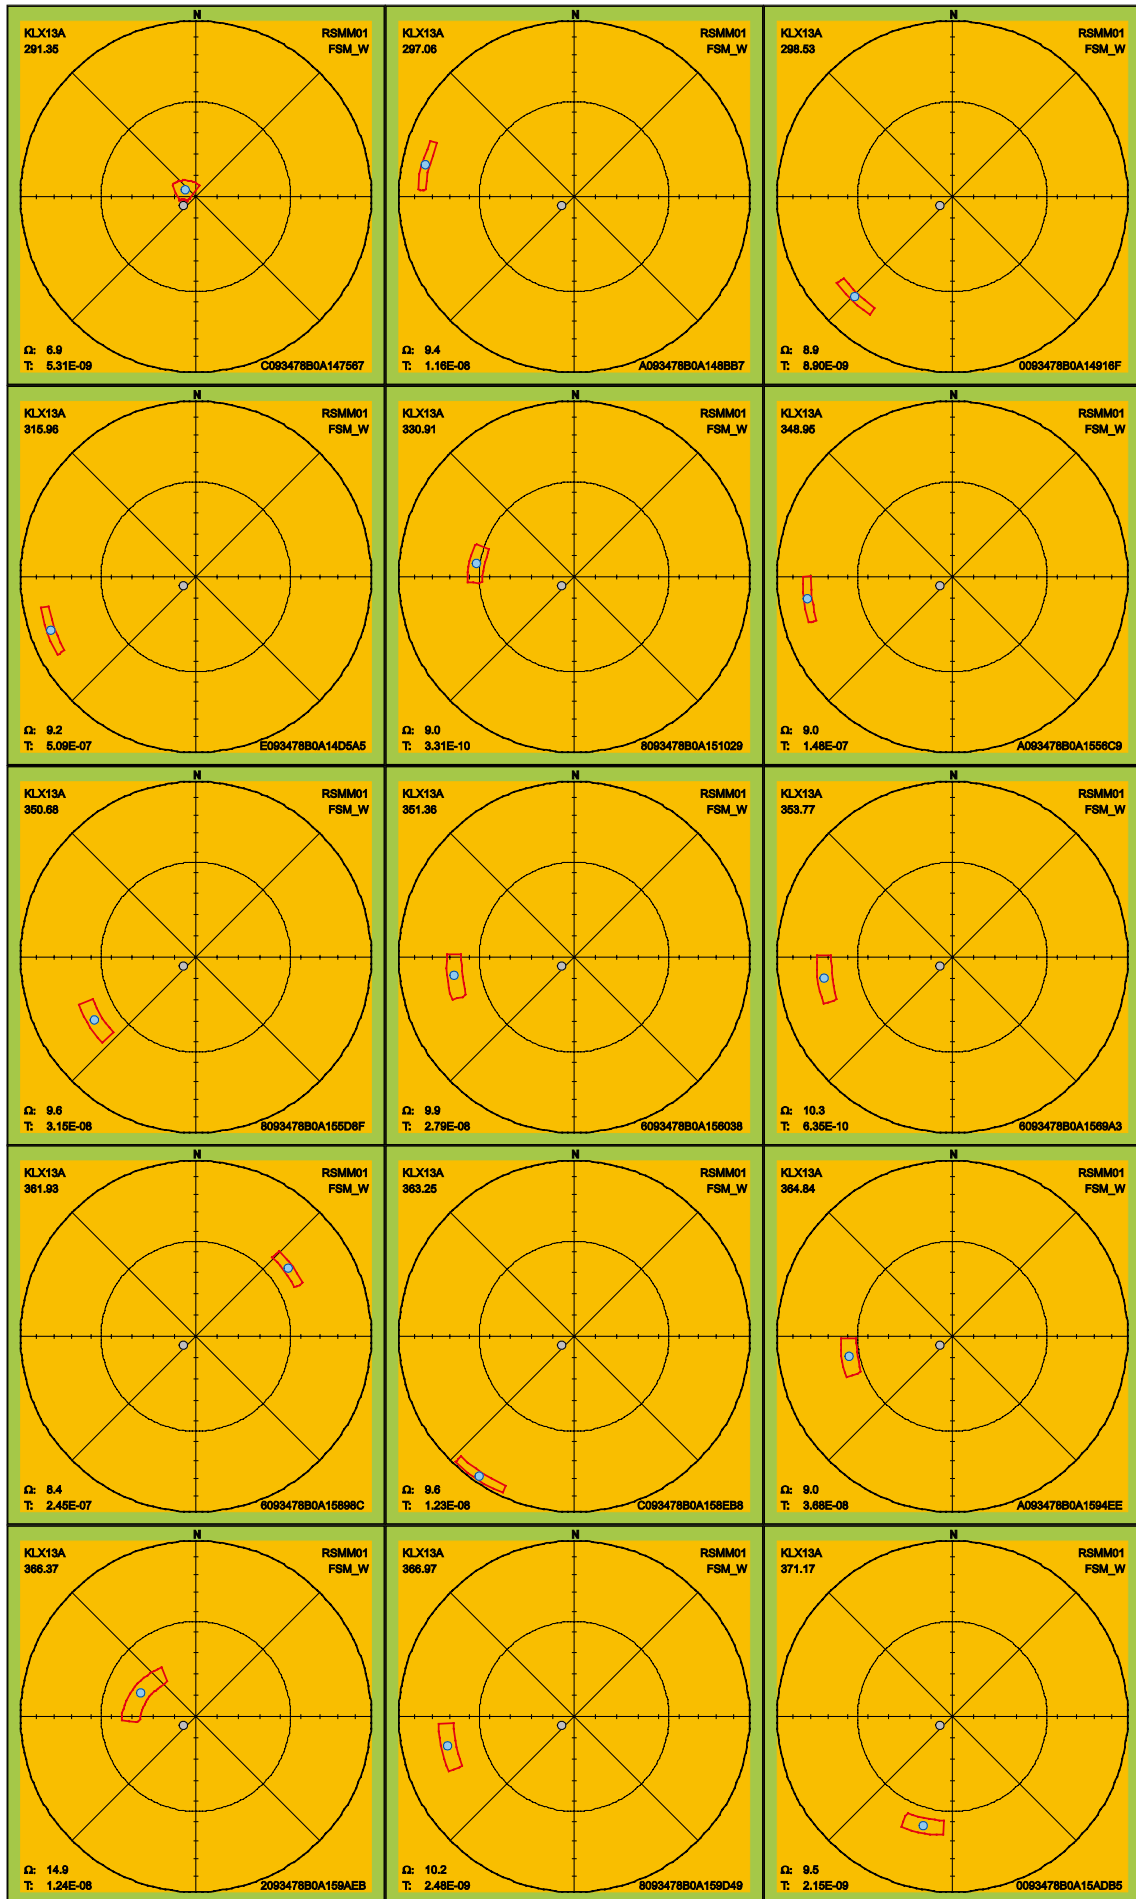 N
KLX13A RSMM01
291.35 FSM_W
Ω: 6.9
T: 5.31E-09 C093478B0A147567
N
KLX13A RSMM01
297.06 FSM_W
Ω: 9.4
T: 1.16E-08 A093478B0A148BB7
N
KLX13A RSMM01
298.53 FSM_W
Ω: 8.9
T: 8.90E-09 0093478B0A14916F
N
KLX13A RSMM01
315.96 FSM_W
Ω: 9.2
T: 5.09E-07 E093478B0A14D5A5
N
KLX13A RSMM01
330.91 FSM_W
Ω: 9.0
T: 3.31E-10 8093478B0A151029
N
KLX13A RSMM01
348.95 FSM_W
Ω: 9.0
T: 1.48E-07 A093478B0A1556C9
N
KLX13A RSMM01
350.68 FSM_W
Ω: 9.6
T: 3.15E-08 8093478B0A155D8F
N
KLX13A RSMM01
351.36 FSM_W
Ω: 9.9
T: 2.79E-08 6093478B0A156038
N
KLX13A RSMM01
353.77 FSM_W
Ω: 10.3
T: 6.35E-10 6093478B0A1569A3
N
KLX13A RSMM01
361.93 FSM_W
Ω: 8.4
T: 2.45E-07 6093478B0A15898C
N
KLX13A RSMM01
363.25 FSM_W
Ω: 9.6
T: 1.23E-08 C093478B0A158EB8
N
KLX13A RSMM01
364.84 FSM_W
Ω: 9.0
T: 3.68E-08 A093478B0A1594EE
N
KLX13A RSMM01
366.37 FSM_W
Ω: 14.9
T: 1.24E-08 2093478B0A159AEB
N
KLX13A RSMM01
366.97 FSM_W
Ω: 10.2
T: 2.48E-09 8093478B0A159D49
N
KLX13A RSMM01
371.17 FSM_W
Ω: 9.5
T: 2.15E-09 0093478B0A15ADB5